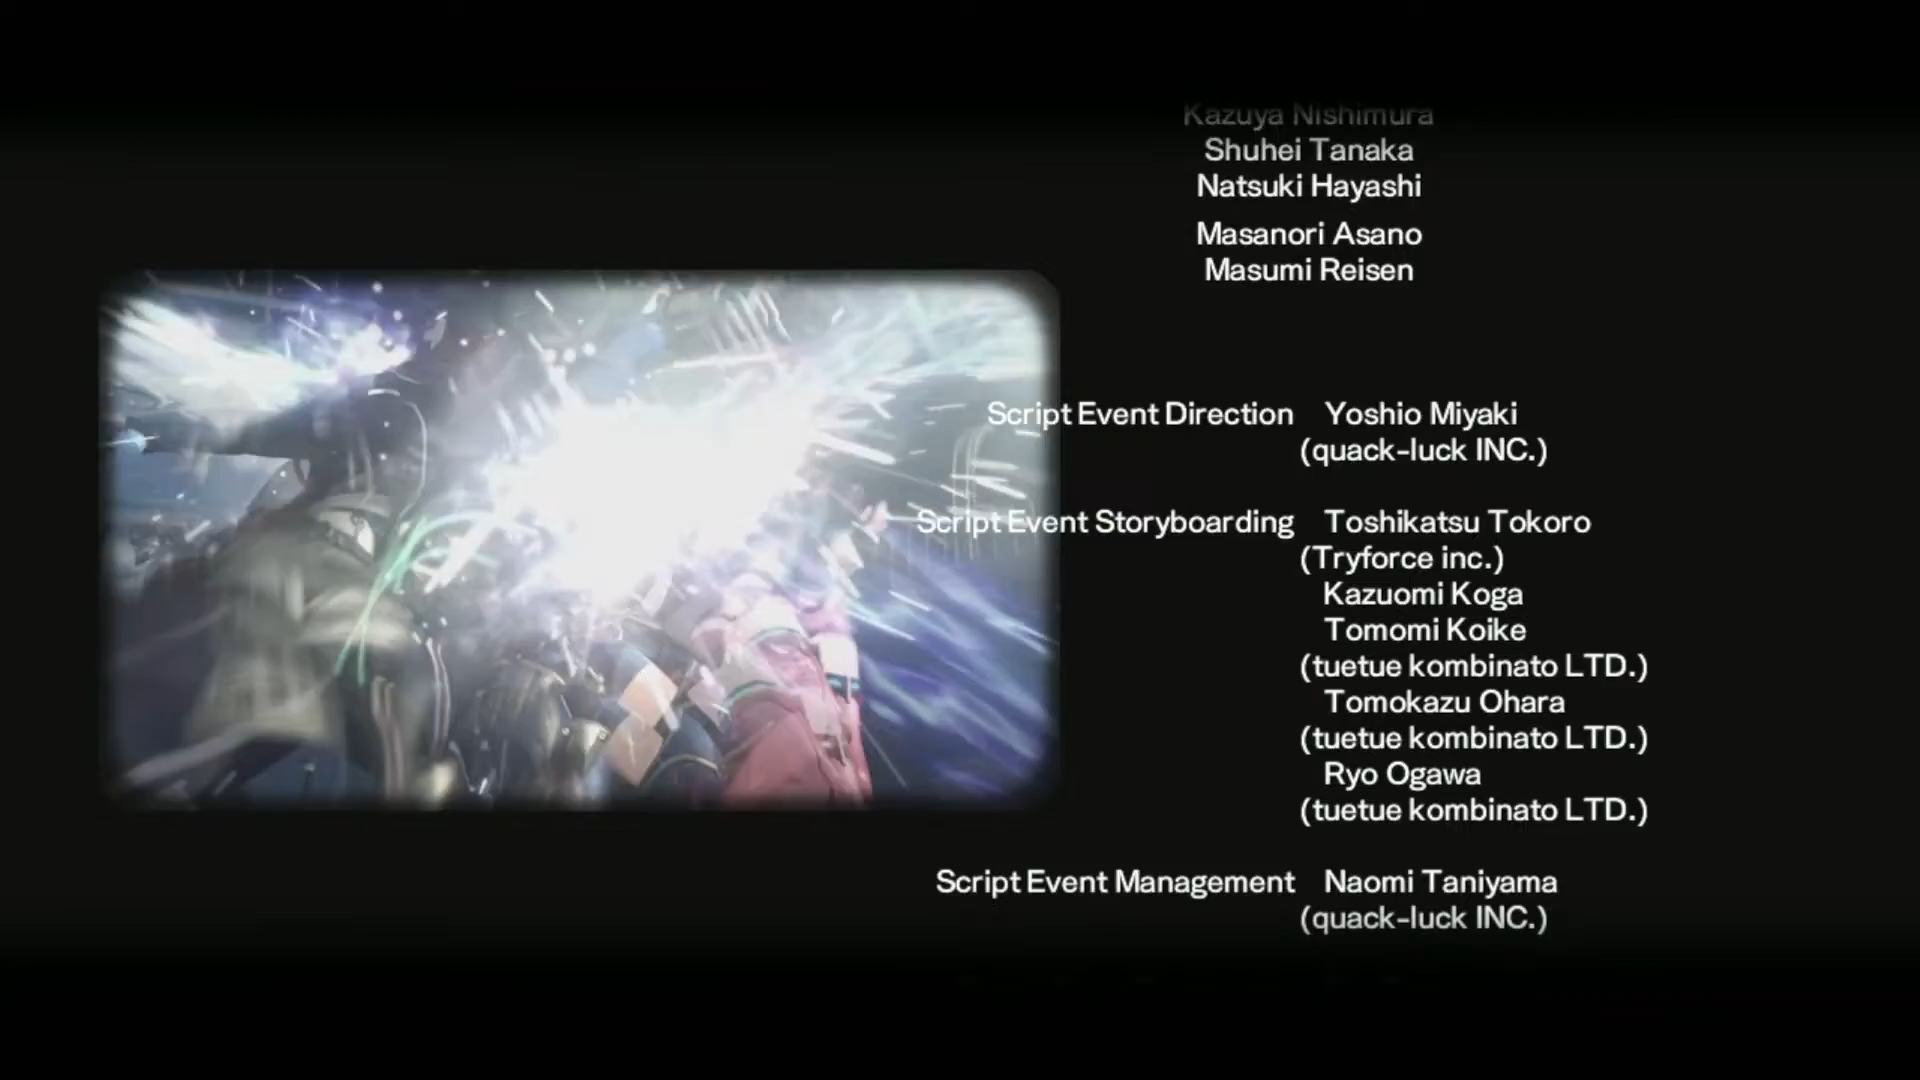 Kazuya Nishimura
Shuhei Tanaka
Natsuki Hayashi
Masanori Asano
Masumi Reisen
Script Event Direction Yoshio Miyaki
(quack-luck INC.)
Script Event Storyboarding Toshikatsu Tokoro
(Tryforce inc.)
Kazuomi Koga
Tomomi Koike
(tuetue kombinato LTD.)
Tomokazu Ohara
(tuetue kombinato LTD.)
Ryo Ogawa
(tuetue kombinato LTD.)
Script Event Management Naomi Taniyama
(quack-luck INC.)